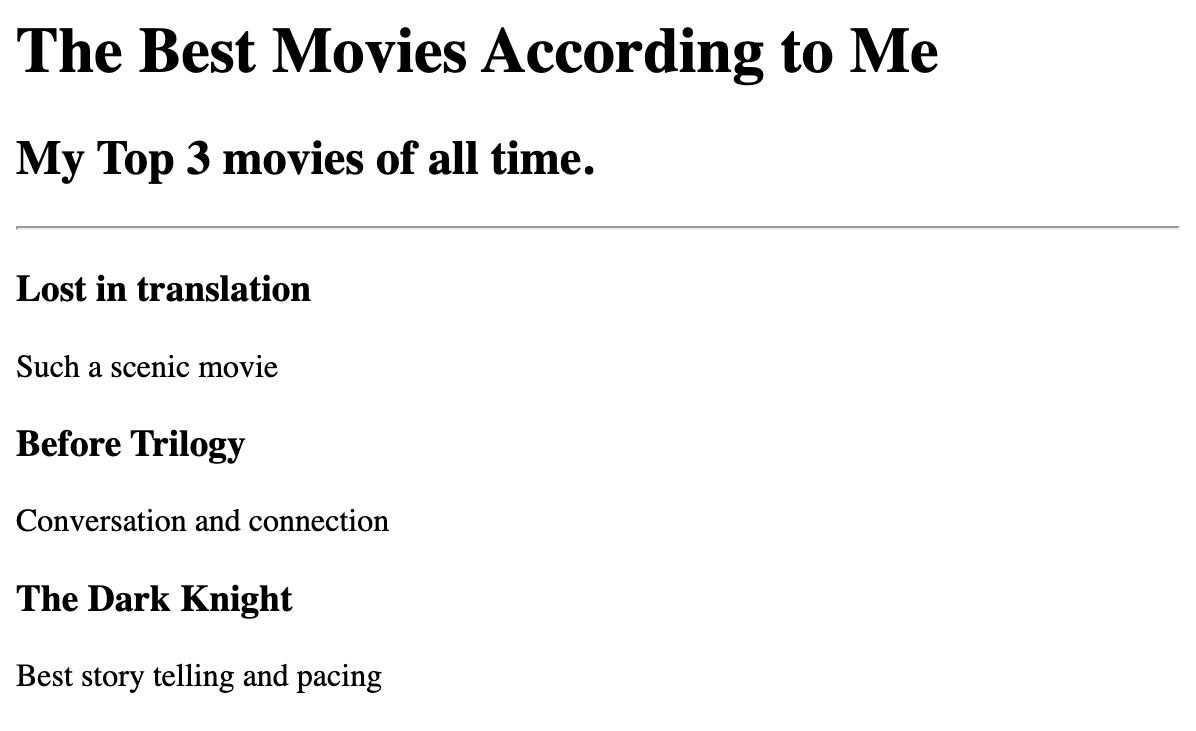 The Best Movies According to Me
My Top 3 movies of all time.
Lost in translation
Such a scenic movie
Before Trilogy
Conversation and connection
The Dark Knight
Best story telling and pacing